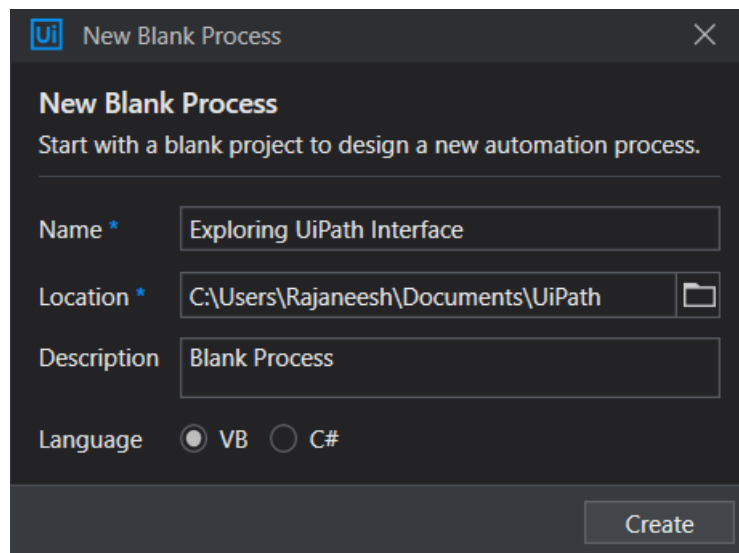 Ui New Blank Process
New Blank Process
Start with a blank project to design a new automation process.
Name * Exploring UiPath Interface
Location * C:\Users\Rajaneesh\Documents\UiPath
Description Blank Process
Language VB C#
Create